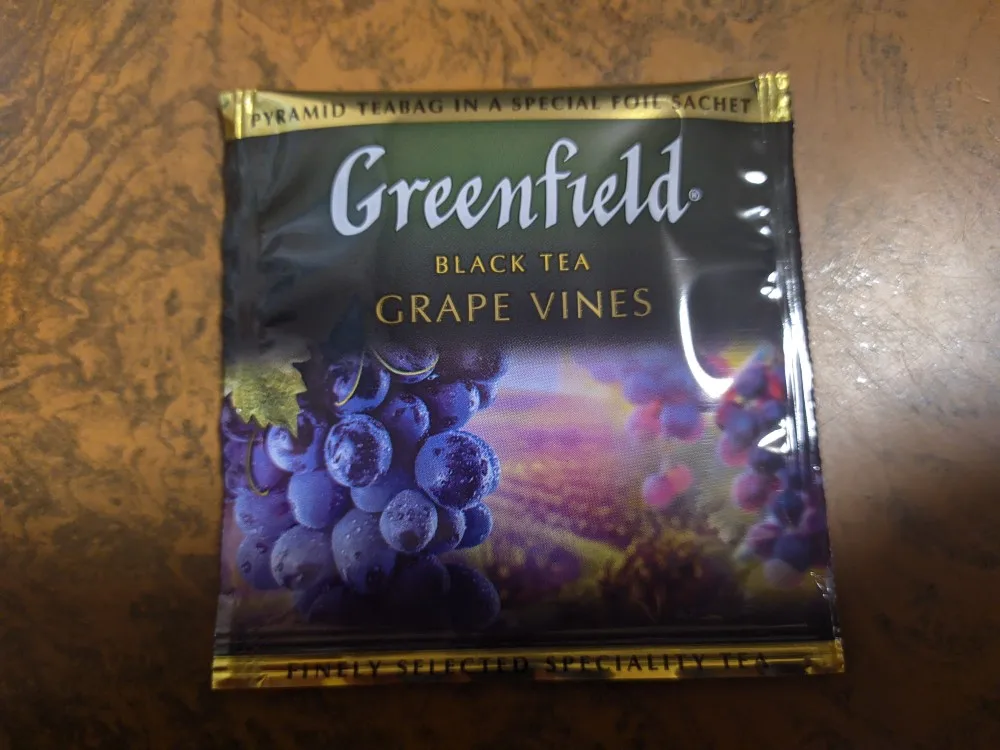 PYRAMID TEABAG IN A SPECIAL FOIL SACHET
Greenfield®
BLACK TEA
GRAPE VINES
FINELY SELECTED SPECIALITY TEA